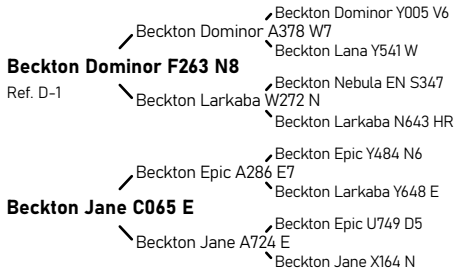 Beckton Dominor Y005 V6
Beckton Dominor A378 W7
Beckton Lana Y541 W
Beckton Dominor F263 N8
Ref. D-1
Beckton Nebula EN S347
Beckton Larkaba W272 N
Beckton Larkaba N643 HR
Beckton Epic Y484 N6
Beckton Epic A286 E7
Beckton Larkaba Y648 E
Beckton Jane C065 E
Beckton Epic U749 D5
Beckton Jane A724 E
Beckton Jane X164 N